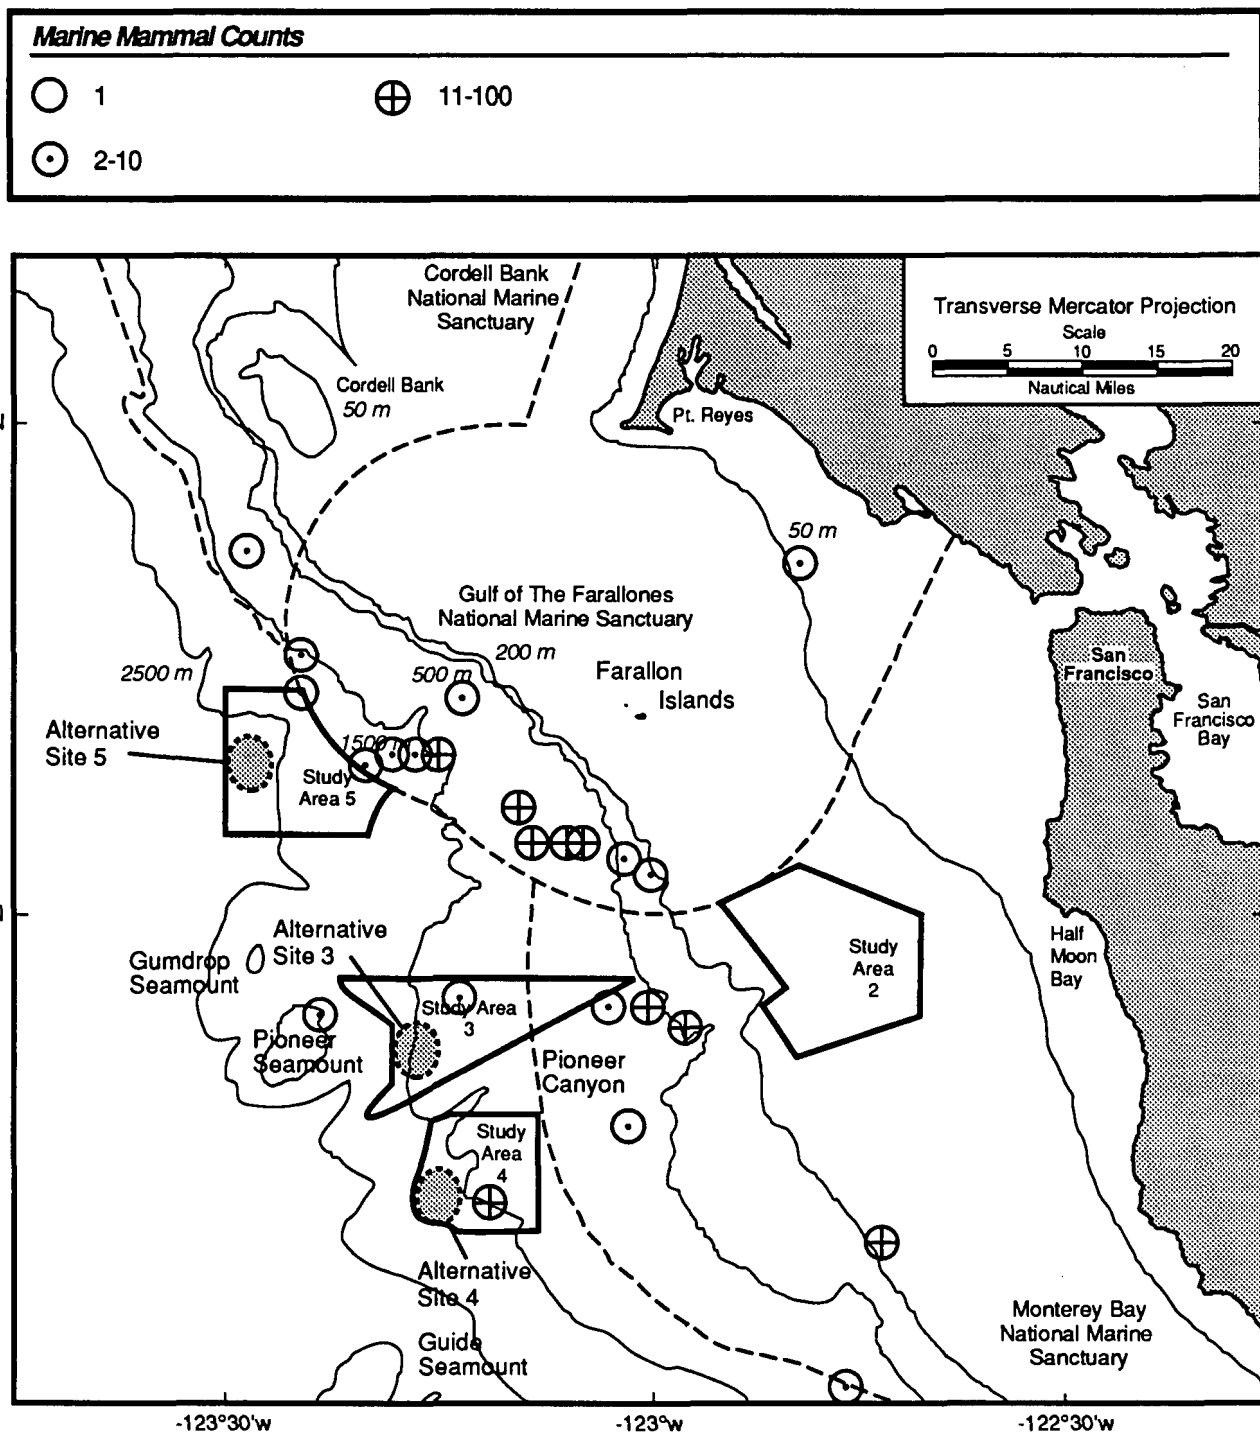 Marine Mammal Counts
1
11-100
2-10
Cordell Bank
National Marine
Sanctuary
Transverse Mercator Projection
Scale
0 5 10 15 20
Nautical Miles
Cordell Bank
50 m
Pt. Reyes
50 m
Gulf of The Farallones
National Marine Sanctuary
200 m
500 m
2500 m
Farallon
Islands
San
Francisco
San
Francisco
Bay
Alternative
Site 5
1500
Study
Area 5
Alternative
Site 3
Gumdrop
Seamount
Study Area
3
Study
Area
2
Half
Moon
Bay
Pioneer
Seamount
Pioneer
Canyon
Study
Area
4
Alternative
Site 4
Guide
Seamount
Monterey Bay
National Marine
Sanctuary
-123°30'W
-123°W
-122°30'W